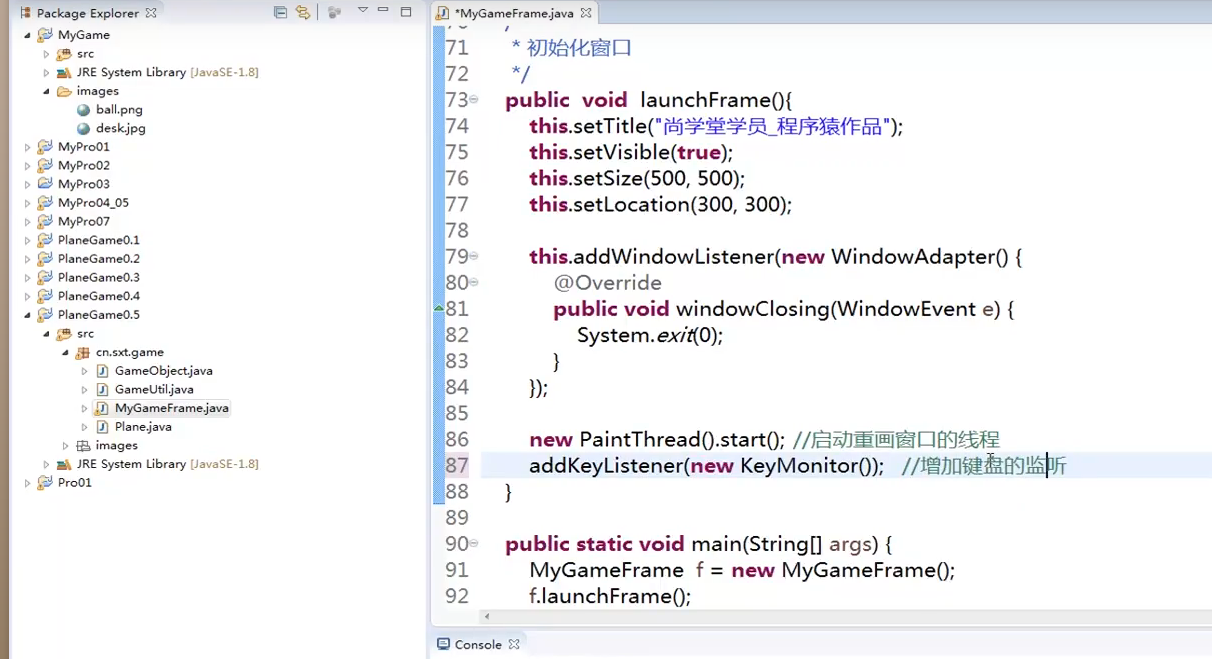 Package Explorer
MyGame
src
JRE System Library [JavaSE-1.8]
images
ball.png
desk.jpg
MyPro01
MyPro02
MyPro03
MyPro04_05
MyPro07
PlaneGame0.1
PlaneGame0.2
PlaneGame0.3
PlaneGame0.4
PlaneGame0.5
src
cn.sxt.game
GameObject.java
GameUtil.java
MyGameFrame.java
Plane.java
images
JRE System Library [JavaSE-1.8]
Pro01
*MyGameFrame.java
71 * 初始化窗口
72 */
73 public void launchFrame(){
74 this.setTitle("尚学堂学员_程序猿作品");
75 this.setVisible(true);
76 this.setSize(500, 500);
77 this.setLocation(300, 300);
78
79 this.addWindowListener(new WindowAdapter() {
80 @Override
81 public void windowClosing(WindowEvent e) {
82 System.exit(0);
83 }
84 });
85
86 new PaintThread().start(); //启动重画窗口的线程
87 addKeyListener(new KeyMonitor()); //增加键盘的监听
88 }
89
90 public static void main(String[] args) {
91 MyGameFrame f = new MyGameFrame();
92 f.launchFrame();
Console